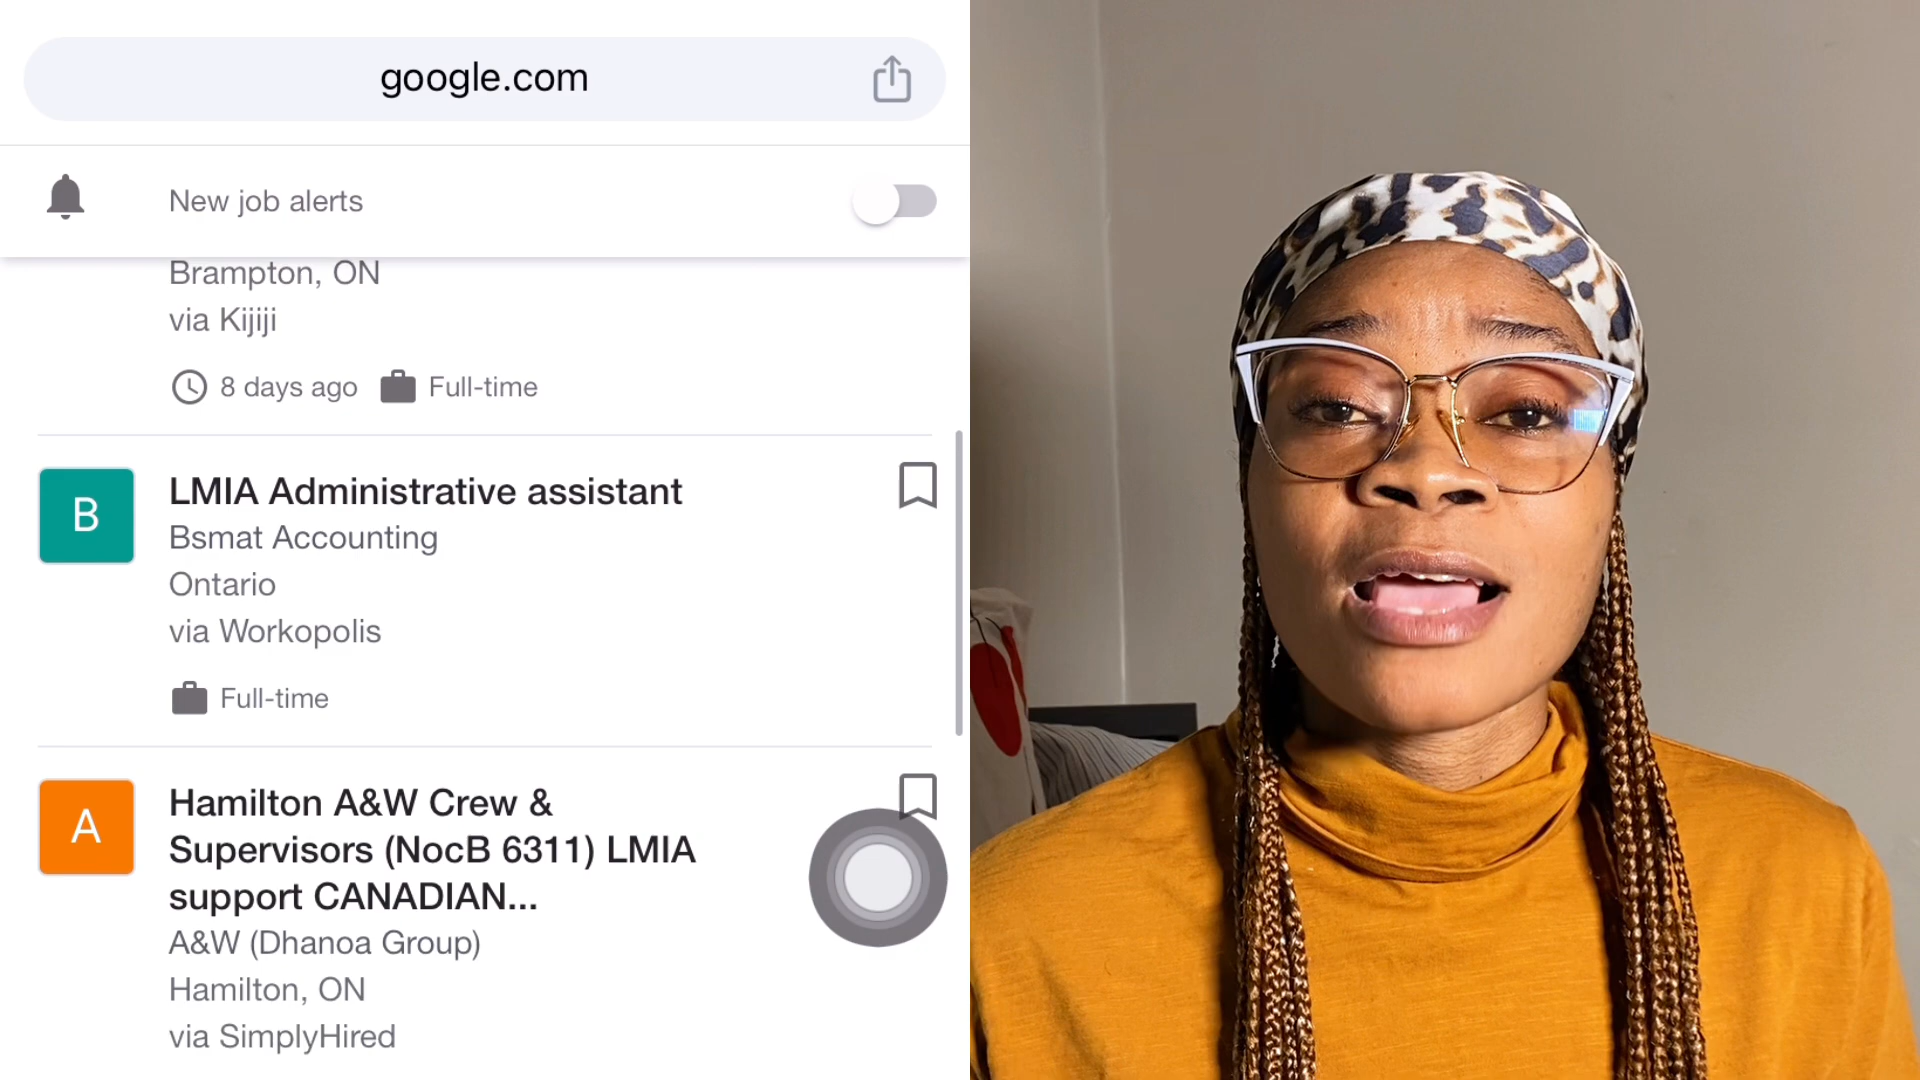 google.com
New job alerts
Brampton, ON
via Kijiji
8 days ago Full-time
B
LMIA Administrative assistant
Bsmat Accounting
Ontario
via Workopolis
Full-time
A
Hamilton A&W Crew &
Supervisors (NocB 6311) LMIA
support CANADIAN...
A&W (Dhanoa Group)
Hamilton, ON
via SimplyHired